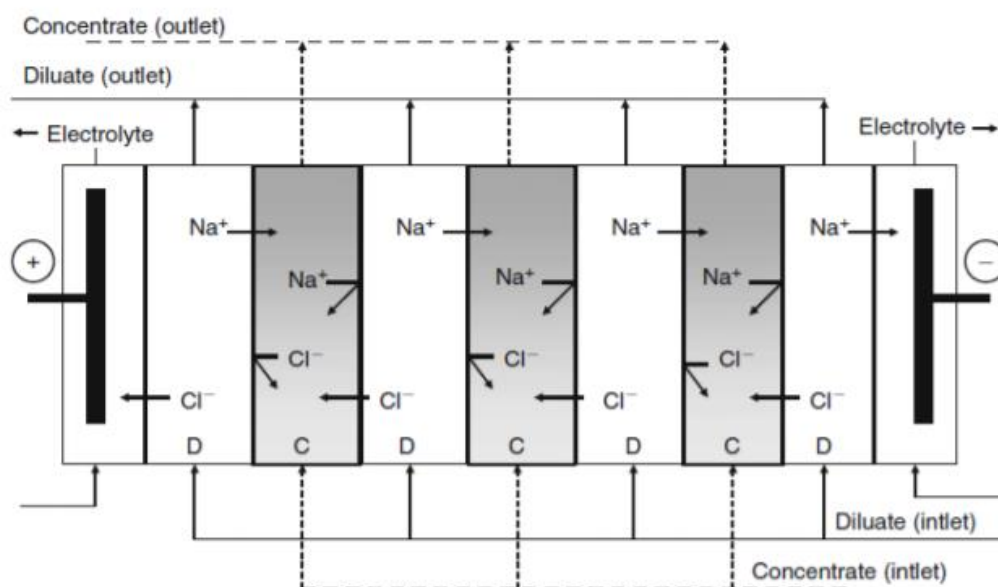 Concentrate (outlet)
Diluate (outlet)
Electrolyte
Electrolyte
Na⁺ Na⁺ Na⁺ Na⁺
+ −
Na⁺ Na⁺ Na⁺
Cl⁻ Cl⁻ Cl⁻
Cl⁻ Cl⁻ Cl⁻ Cl⁻
D C D C D C D
Diluate (intlet)
Concentrate (intlet)